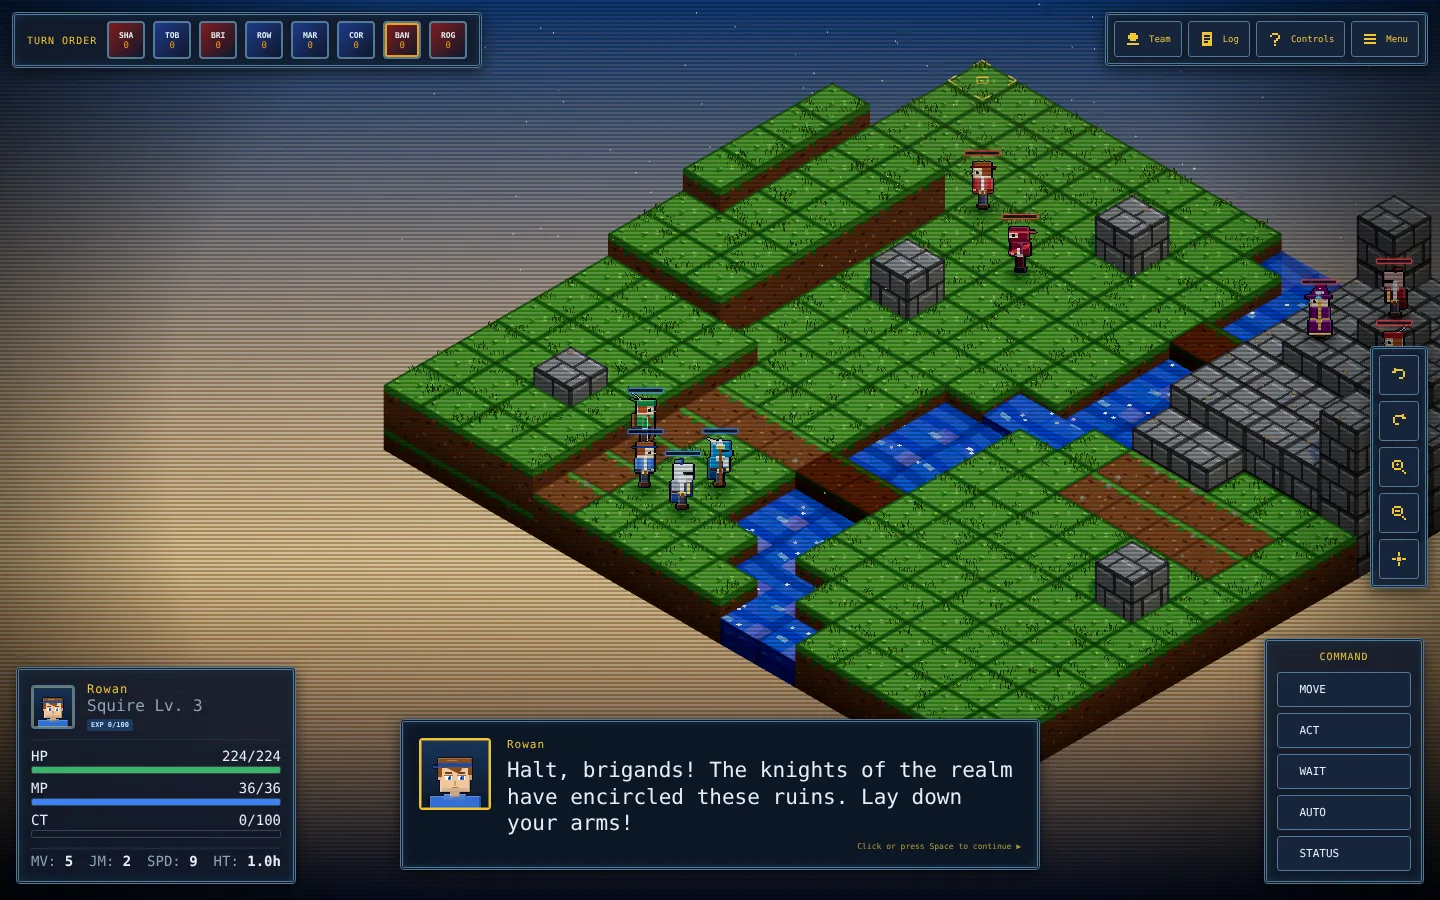 TURN ORDER
SHA
0
TOB
0
BRI
0
ROW
0
MAR
0
COR
0
BAN
0
ROG
0
Team
Log
Controls
Menu
Rowan
Squire Lv. 3
EXP 0/100
HP 224/224
MP 36/36
CT 0/100
MV: 5 JM: 2 SPD: 9 HT: 1.0h
Rowan
Halt, brigands! The knights of the realm
have encircled these ruins. Lay down
your arms!
Click or press Space to continue ▶
COMMAND
MOVE
ACT
WAIT
AUTO
STATUS